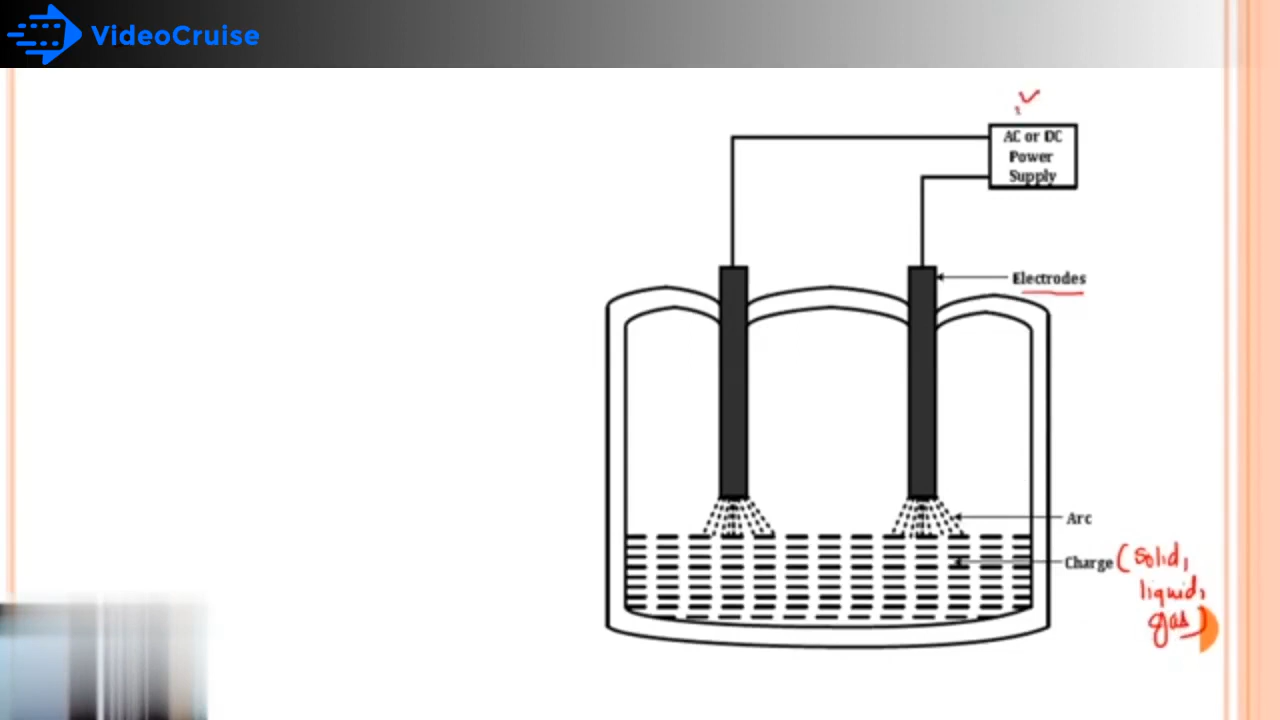 VideoCruise
AC or DC
Power
Supply
Electrodes
Arc
Charge (solid,
liquid,
gas)